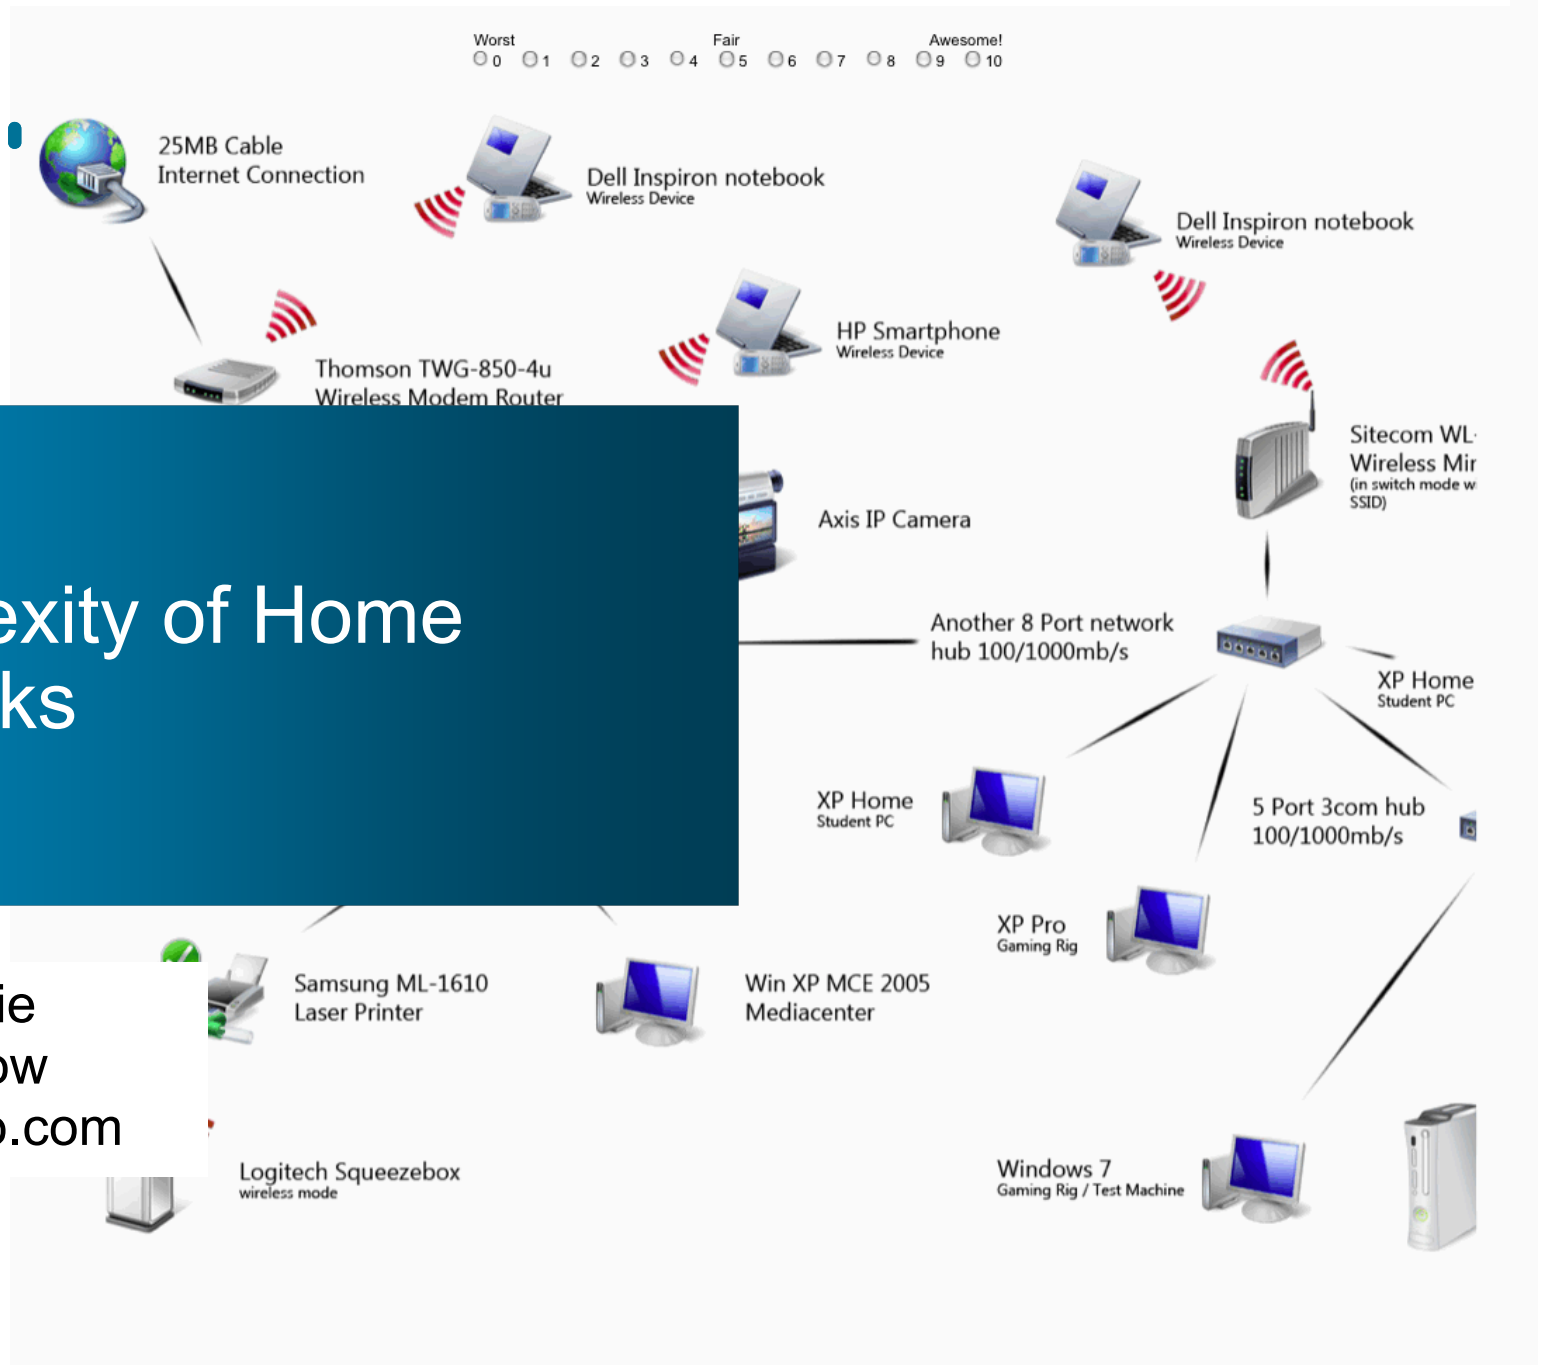 Worst Fair Awesome!
0 1 2 3 4 5 6 7 8 9 10
25MB Cable
Internet Connection
Dell Inspiron notebook
Wireless Device
Dell Inspiron notebook
Wireless Device
HP Smartphone
Wireless Device
Thomson TWG-850-4u
Wireless Modem Router
Sitecom WL-
Wireless
(in switch mode
SSID)
Axis IP Camera
of Home
Another 8 Port network
hub 100/1000mb/s
XP Home
Student PC
XP Home
Student PC
5 Port 3com hub
100/1000mb/s
XP Pro
Gaming Rig
Samsung ML-1610
Laser Printer
Win XP MCE 2005
Mediacenter
.com
Logitech Squeezebox
wireless mode
Windows 7
Gaming Rig / Test Machine